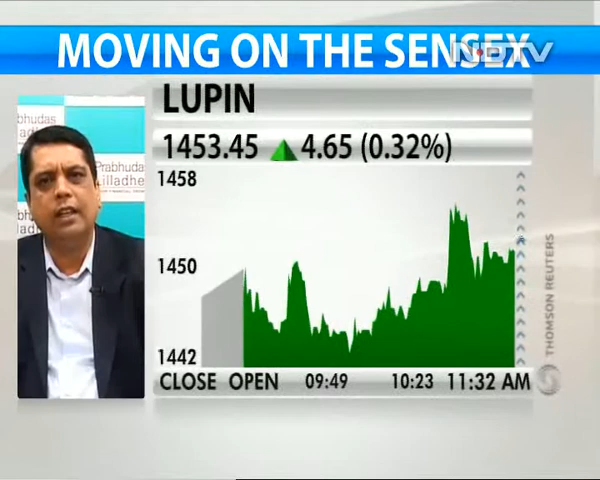 MOVING ON THE SENSEX
NDTV
LUPIN
1453.45 4.65 (0.32%)
1458
1450
1442
CLOSE OPEN 09:49 10:23 11:32 AM
THOMSON REUTERS
Prabhudas
Lilladhe